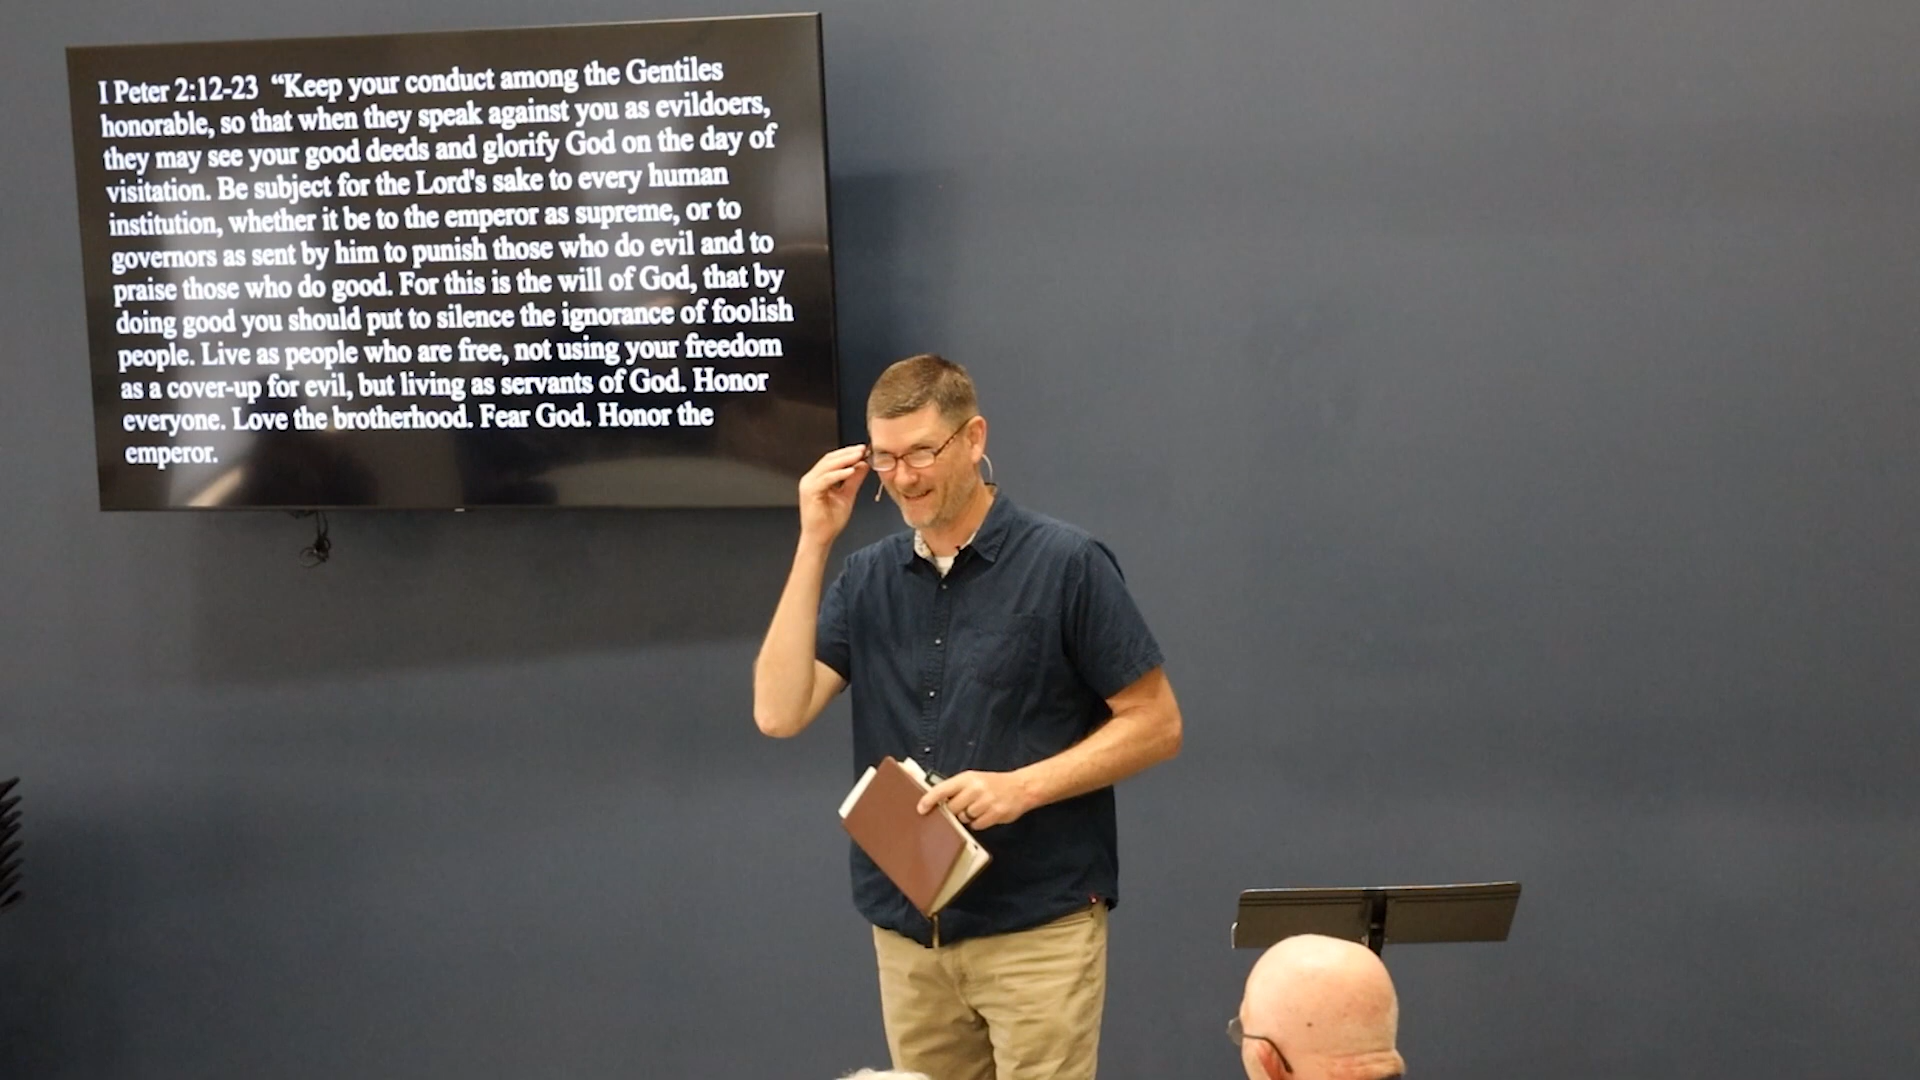 I Peter 2:12-23 “Keep your conduct among the Gentiles
honorable, so that when they speak against you as evildoers,
they may see your good deeds and glorify God on the day of
visitation. Be subject for the Lord's sake to every human
institution, whether it be to the emperor as supreme, or to
governors as sent by him to punish those who do evil and to
praise those who do good. For this is the will of God, that by
doing good you should put to silence the ignorance of foolish
people. Live as people who are free, not using your freedom
as a cover-up for evil, but living as servants of God. Honor
everyone. Love the brotherhood. Fear God. Honor the
emperor.